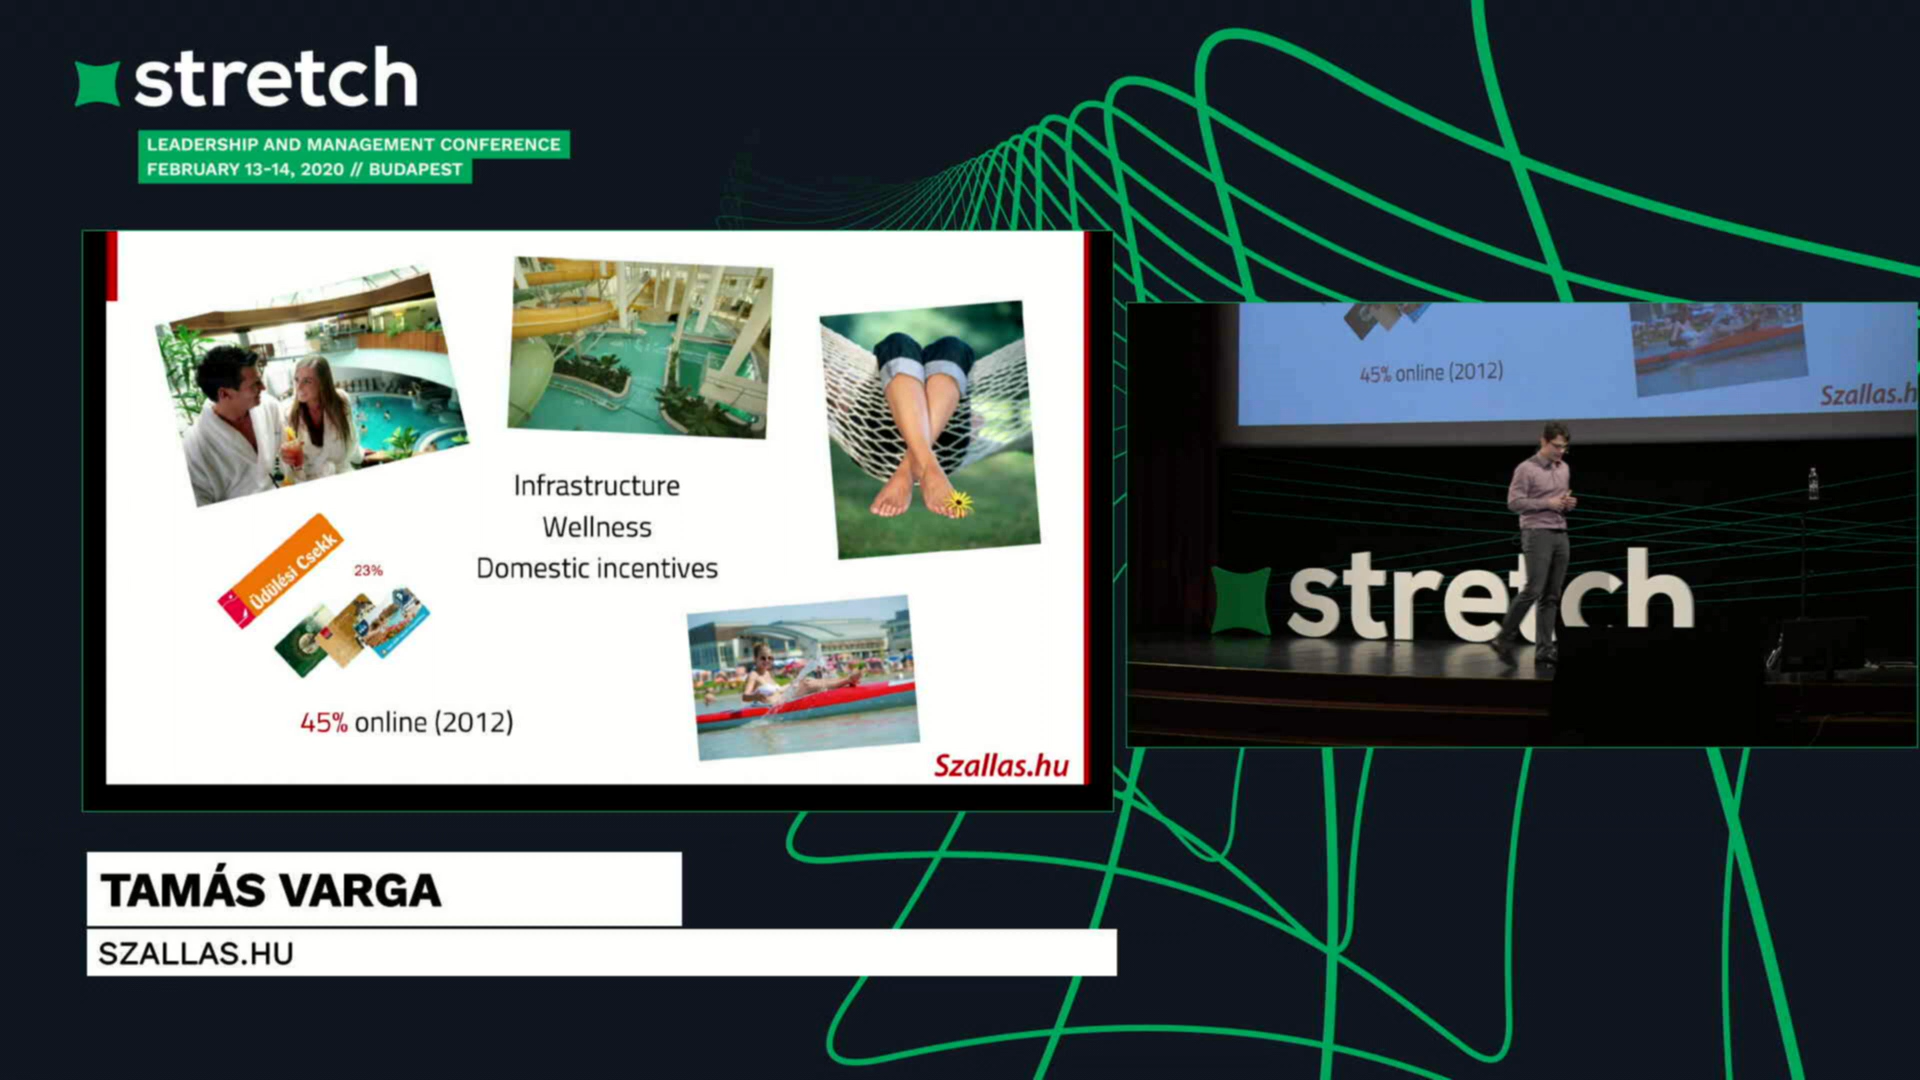 stretch
LEADERSHIP AND MANAGEMENT CONFERENCE
FEBRUARY 13-14, 2020 // BUDAPEST
Infrastructure
Wellness
Domestic incentives
Üdülési Csekk
23%
45% online (2012)
Szallas.hu
45% online (2012)
Szallas.h
stretch
TAMÁS VARGA
SZALLAS.HU